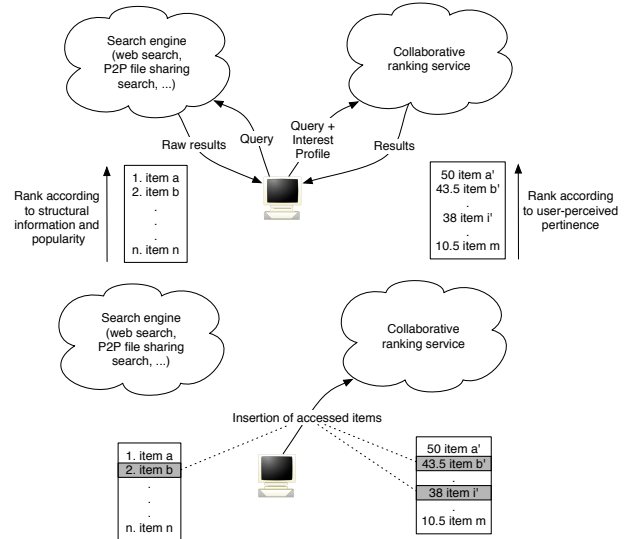 Search engine
(web search,
P2P file sharing
search, ...)
Collaborative
ranking service
Raw results
Query
Query +
Interest
Profile
Results
Rank according
to structural
information and
popularity
1. item a
2. item b
.
.
.
n. item n
50 item a'
43.5 item b'
.
38 item i'
.
10.5 item m
Rank according
to user-perceived
pertinence
Search engine
(web search,
P2P file sharing
search, ...)
Collaborative
ranking service
Insertion of accessed items
1. item a
2. item b
.
.
.
n. item n
50 item a'
43.5 item b'
.
38 item i'
.
10.5 item m